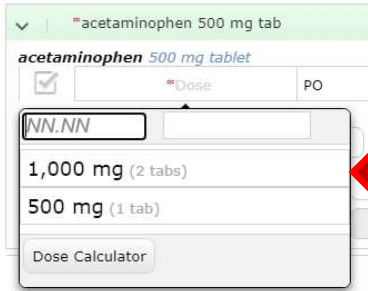 *acetaminophen 500 mg tab
acetaminophen 500 mg tablet
*Dose PO
NN.NN
1,000 mg (2 tabs)
500 mg (1 tab)
Dose Calculator